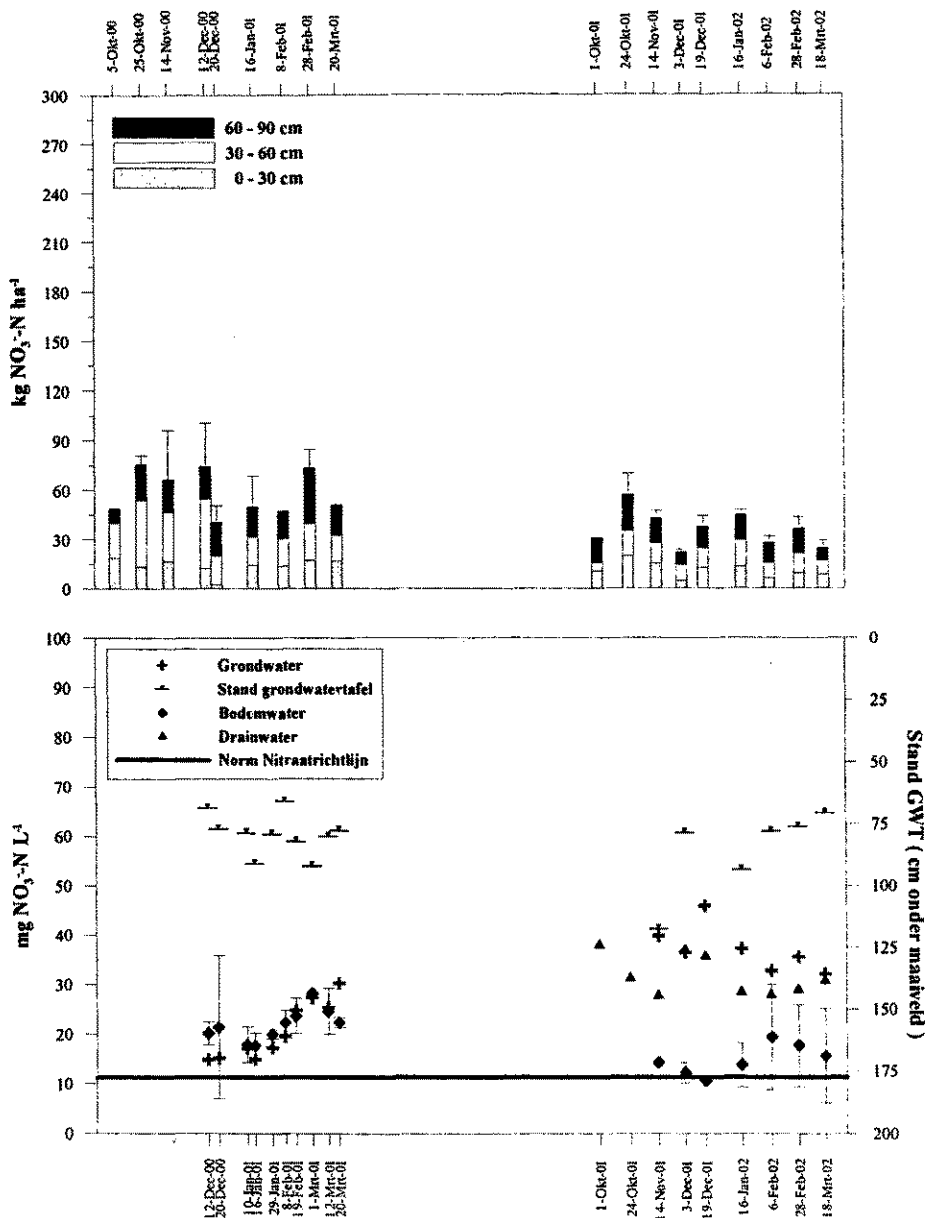 5-Okt-00
25-Okt-00
14-Nov-00
12-Dec-00
20-Dec-00
16-Jan-01
8-Feb-01
28-Feb-01
20-Mrt-01
1-Okt-01
24-Okt-01
14-Nov-01
3-Dec-01
19-Dec-01
16-Jan-02
6-Feb-02
28-Feb-02
18-Mrt-02
300
270
240
210
180
150
120
90
60
30
0
kg NO₃⁻-N ha⁻¹
60 - 90 cm
30 - 60 cm
0 - 30 cm
100
90
80
70
60
50
40
30
20
10
0
mg NO₃⁻-N L⁻¹
Grondwater
Stand grondwatertafel
Bodemwater
Drainwater
Norm Nitraatrichtlijn
0
25
50
75
100
125
150
175
200
Stand GWT ( cm onder maaiveld )
12-Dec-00
20-Dec-00
10-Jan-01
16-Jan-01
29-Jan-01
8-Feb-01
19-Feb-01
1-Mrt-01
12-Mrt-01
20-Mrt-01
1-Okt-01
24-Okt-01
14-Nov-01
3-Dec-01
19-Dec-01
16-Jan-02
6-Feb-02
28-Feb-02
18-Mrt-02